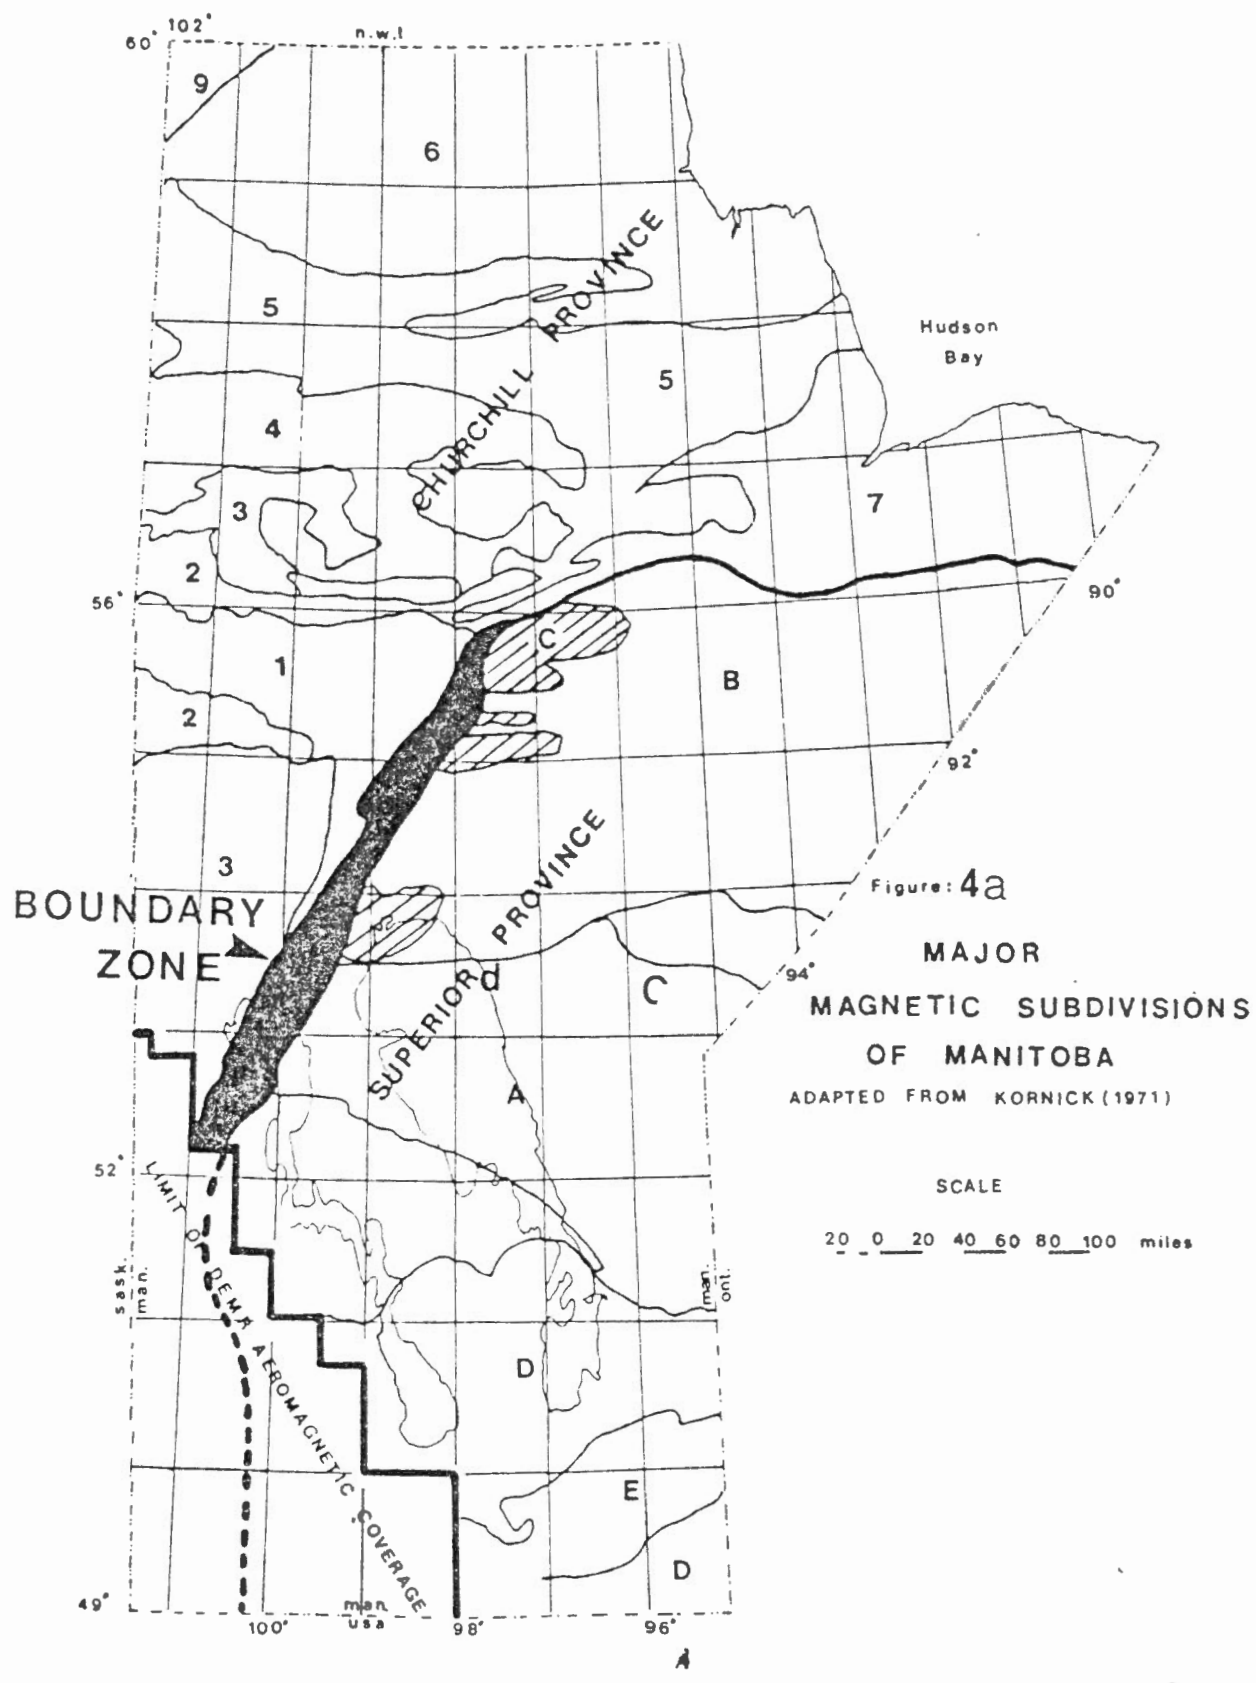 102°
60°
n.w.t
9
6
CHURCHILL PROVINCE
5
Hudson
Bay
5
4
3
7
2
56°
90°
C
1
B
2
92°
3
SUPERIOR PROVINCE
BOUNDARY
ZONE
Figure: 4a
MAJOR
MAGNETIC SUBDIVISIONS
OF MANITOBA
ADAPTED FROM KORNICK (1971)
94°
d
C
A
52°
LIMIT OF DEMR AEROMAGNETIC COVERAGE
SCALE
20 0 20 40 60 80 100 miles
sask.
man.
man.
ont.
D
E
D
49°
man.
usa
100°
98°
96°